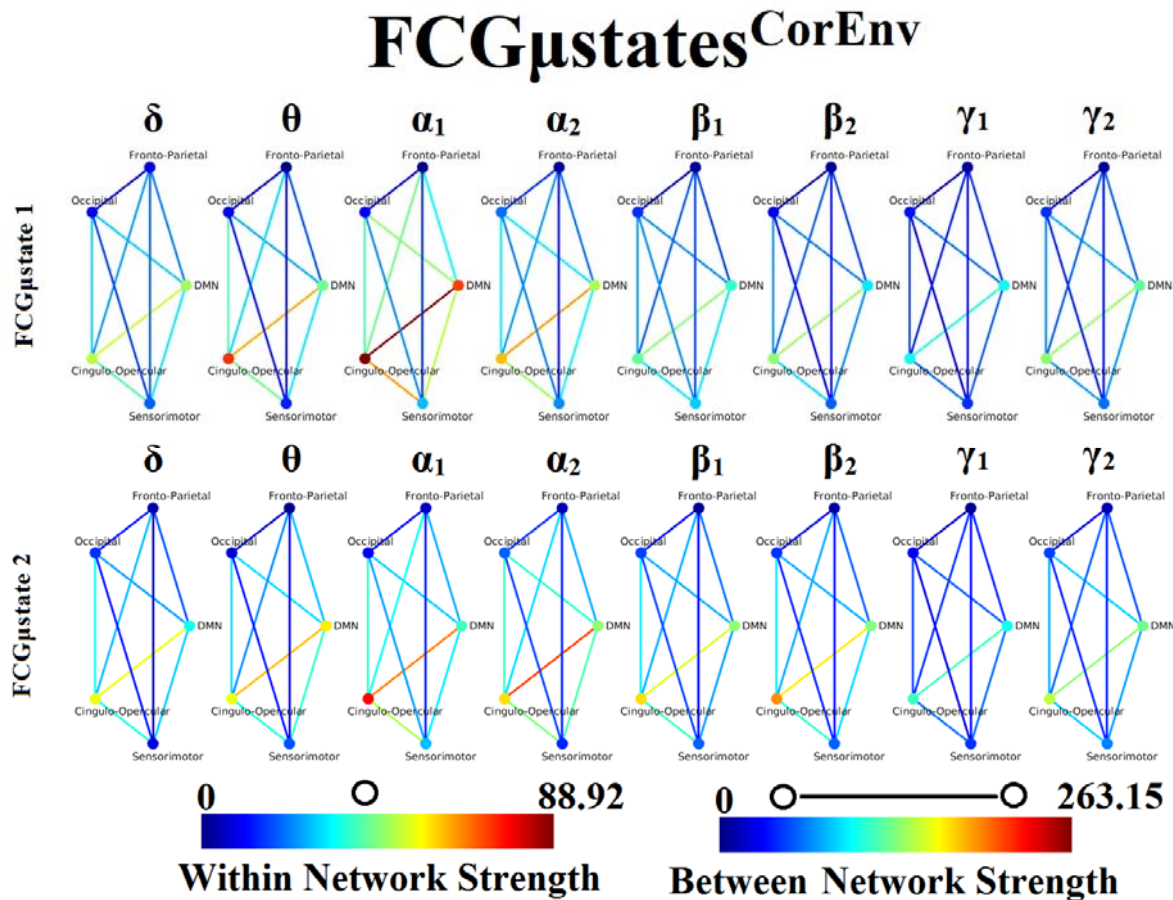 FCGμstates^CorEnv
δ θ α₁ α₂ β₁ β₂ γ₁ γ₂
Fronto-Parietal Fronto-Parietal Fronto-Parietal Fronto-Parietal Fronto-Parietal Fronto-Parietal Fronto-Parietal Fronto-Parietal
Occipital Occipital Occipital Occipital Occipital Occipital Occipital Occipital
FCGμstate 1
DMN DMN DMN DMN DMN DMN DMN DMN
Cingulo-Opercular Cingulo-Opercular Cingulo-Opercular Cingulo-Opercular Cingulo-Opercular Cingulo-Opercular Cingulo-Opercular Cingulo-Opercular
Sensorimotor Sensorimotor Sensorimotor Sensorimotor Sensorimotor Sensorimotor Sensorimotor Sensorimotor
δ θ α₁ α₂ β₁ β₂ γ₁ γ₂
Fronto-Parietal Fronto-Parietal Fronto-Parietal Fronto-Parietal Fronto-Parietal Fronto-Parietal Fronto-Parietal Fronto-Parietal
Occipital Occipital Occipital Occipital Occipital Occipital Occipital Occipital
FCGμstate 2
DMN DMN DMN DMN DMN DMN DMN DMN
Cingulo-Opercular Cingulo-Opercular Cingulo-Opercular Cingulo-Opercular Cingulo-Opercular Cingulo-Opercular Cingulo-Opercular Cingulo-Opercular
Sensorimotor Sensorimotor Sensorimotor Sensorimotor Sensorimotor Sensorimotor Sensorimotor Sensorimotor
0 88.92
Within Network Strength
0 263.15
Between Network Strength